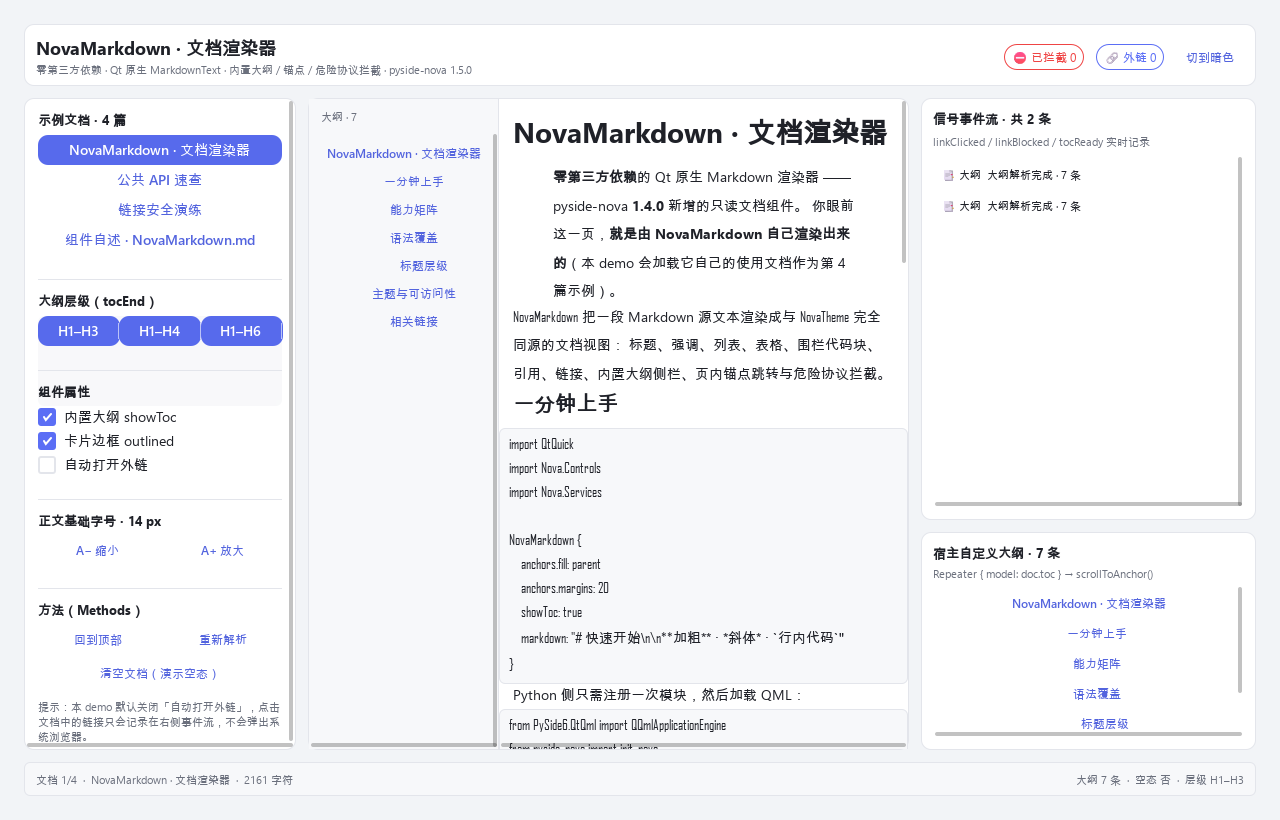 NovaMarkdown · 文档渲染器
零第三方依赖 · Qt 原生 MarkdownText · 内置大纲 / 锚点 / 危险协议拦截 · pyside-nova 1.5.0
⛔ 已拦截 0
🔗 外链 0
切到暗色
示例文档 · 4 篇
NovaMarkdown · 文档渲染器
公共 API 速查
链接安全演练
组件自述 · NovaMarkdown.md
大纲层级（tocEnd）
H1–H3
H1–H4
H1–H6
组件属性
内置大纲 showToc
卡片边框 outlined
自动打开外链
正文基础字号 · 14 px
A− 缩小
A+ 放大
方法（Methods）
回到顶部
重新解析
清空文档（演示空态）
提示：本 demo 默认关闭「自动打开外链」，点击
文档中的链接只会记录在右侧事件流，不会弹出系
统浏览器。
大纲 · 7
NovaMarkdown · 文档渲染器
一分钟上手
能力矩阵
语法覆盖
标题层级
主题与可访问性
相关链接
NovaMarkdown · 文档渲染器
零第三方依赖的 Qt 原生 Markdown 渲染器 ——
pyside-nova 1.4.0 新增的只读文档组件。 你眼前
这一页，就是由 NovaMarkdown 自己渲染出来
的（本 demo 会加载它自己的使用文档作为第 4
篇示例）。
NovaMarkdown 把一段 Markdown 源文本渲染成与 NovaTheme 完全
同源的文档视图： 标题、强调、列表、表格、围栏代码块、
引用、链接、内置大纲侧栏、页内锚点跳转与危险协议拦截。
一分钟上手
import QtQuick
import Nova.Controls
import Nova.Services
NovaMarkdown {
anchors.fill: parent
anchors.margins: 20
showToc: true
markdown: "# 快速开始\n\n**加粗** · *斜体* · `行内代码`"
}
Python 侧只需注册一次模块，然后加载 QML：
from PySide6.QtQml import QQmlApplicationEngine
from pyside_nova import init_nova
信号事件流 · 共 2 条
linkClicked / linkBlocked / tocReady 实时记录
📑 大纲 大纲解析完成 · 7 条
📑 大纲 大纲解析完成 · 7 条
宿主自定义大纲 · 7 条
Repeater { model: doc.toc } → scrollToAnchor()
NovaMarkdown · 文档渲染器
一分钟上手
能力矩阵
语法覆盖
标题层级
文档 1/4 · NovaMarkdown · 文档渲染器 · 2161 字符
大纲 7 条 · 空态 否 · 层级 H1–H3